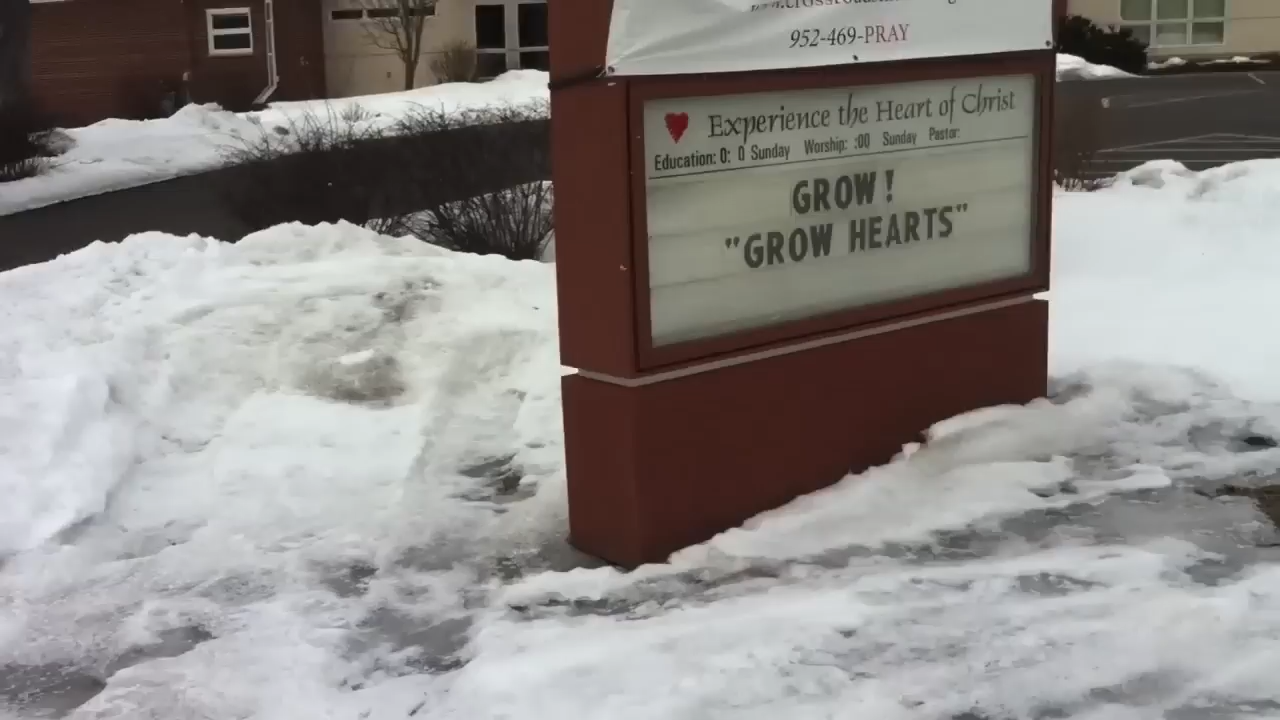 952-469-PRAY
Experience the Heart of Christ
Education: 0: 0 Sunday Worship: :00 Sunday Pastor:
GROW!
"GROW HEARTS"